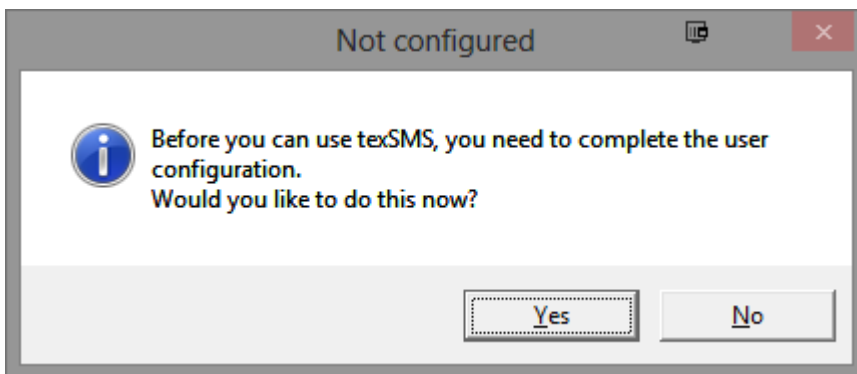 Not configured
Before you can use texSMS, you need to complete the user
configuration.
Would you like to do this now?
Yes
No